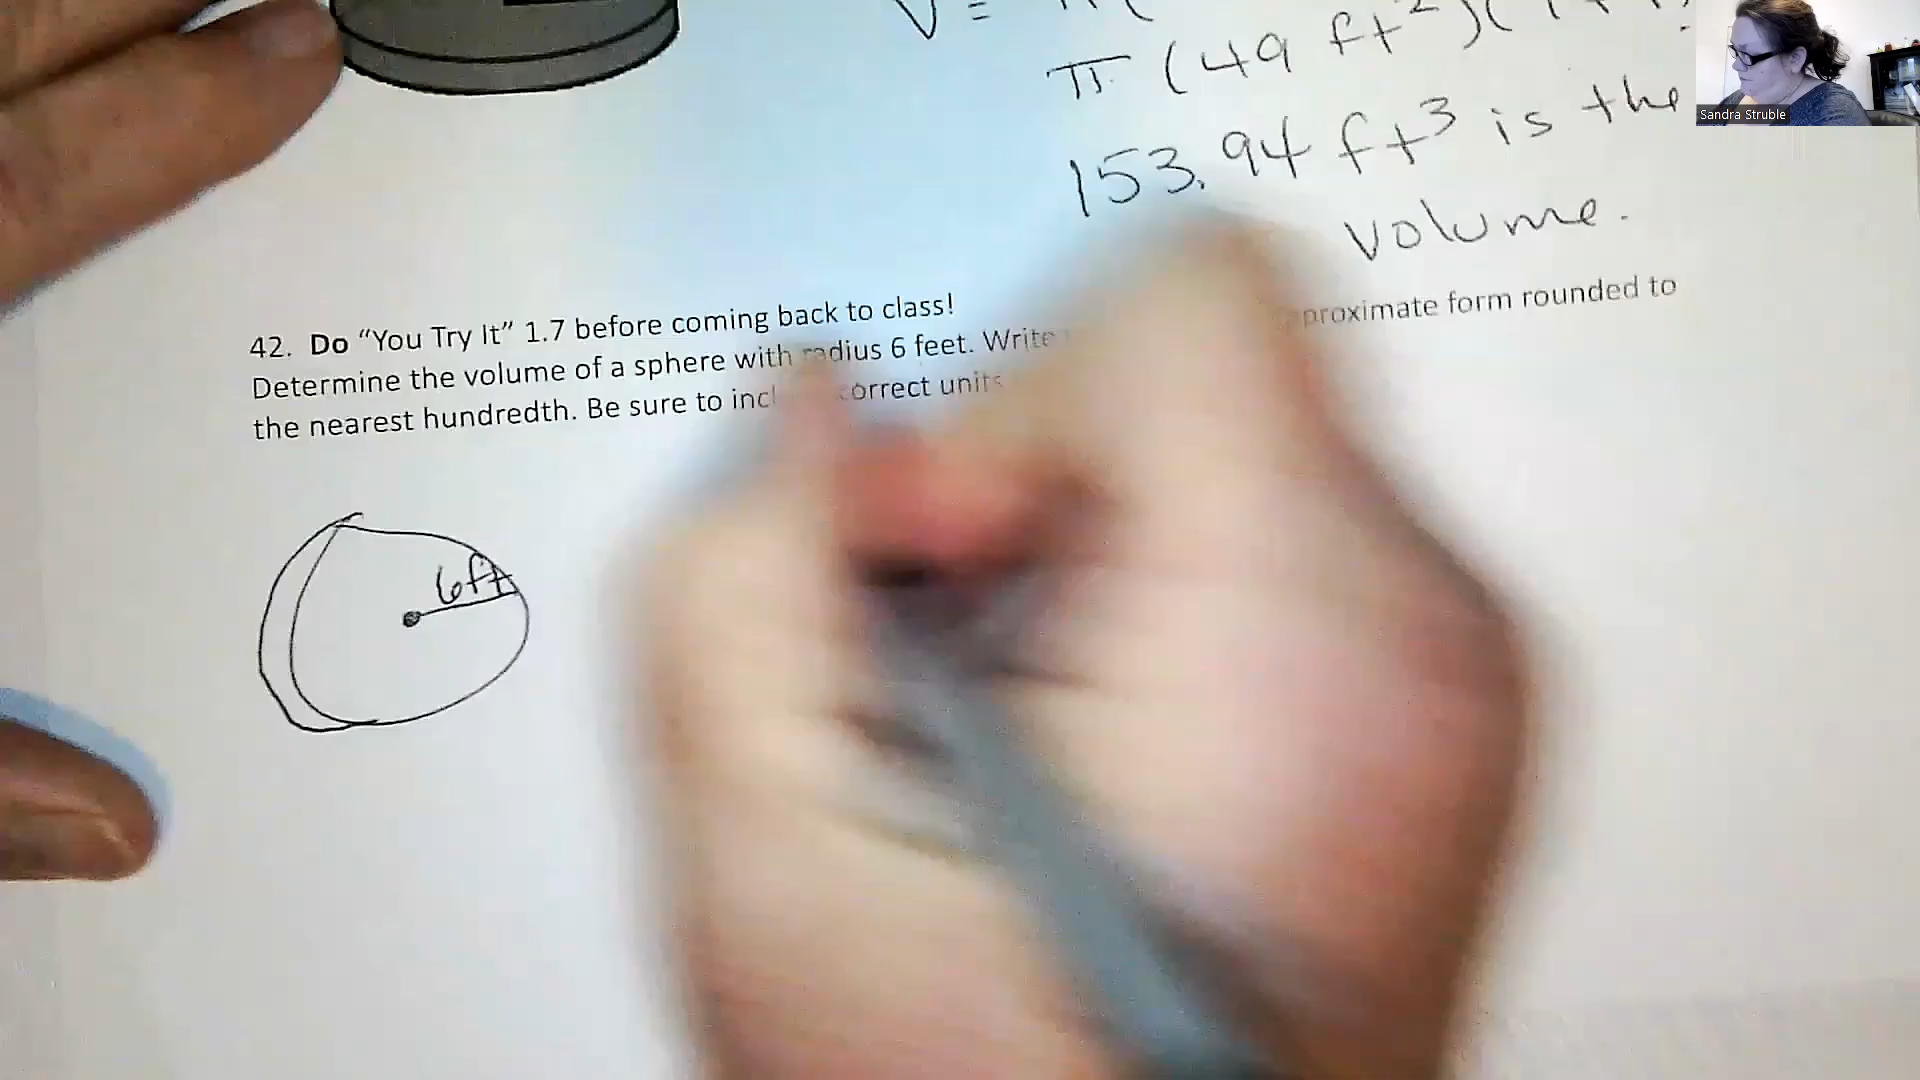 V =
π (49 ft²)(
153.94 ft³ is the
volume.
Sandra Struble
42. Do “You Try It” 1.7 before coming back to class!
Determine the volume of a sphere with radius 6 feet. Write proximate form rounded to
the nearest hundredth. Be sure to incl orrect units
6ft